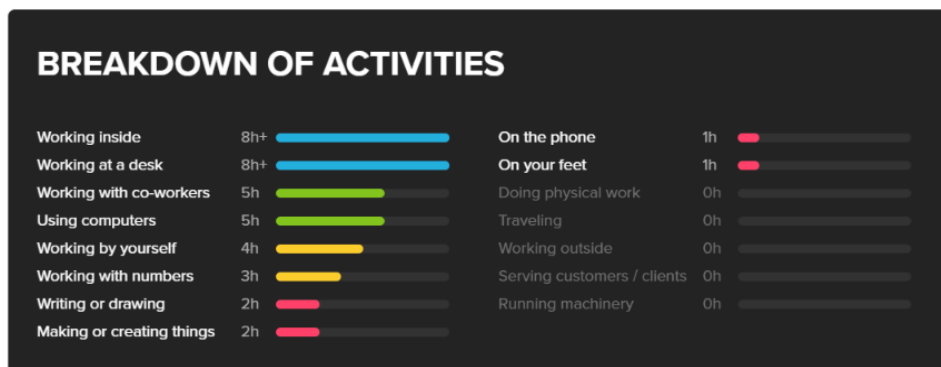 BREAKDOWN OF ACTIVITIES
Working inside 8h+
Working at a desk 8h+
Working with co-workers 5h
Using computers 5h
Working by yourself 4h
Working with numbers 3h
Writing or drawing 2h
Making or creating things 2h
On the phone 1h
On your feet 1h
Doing physical work 0h
Traveling 0h
Working outside 0h
Serving customers / clients 0h
Running machinery 0h